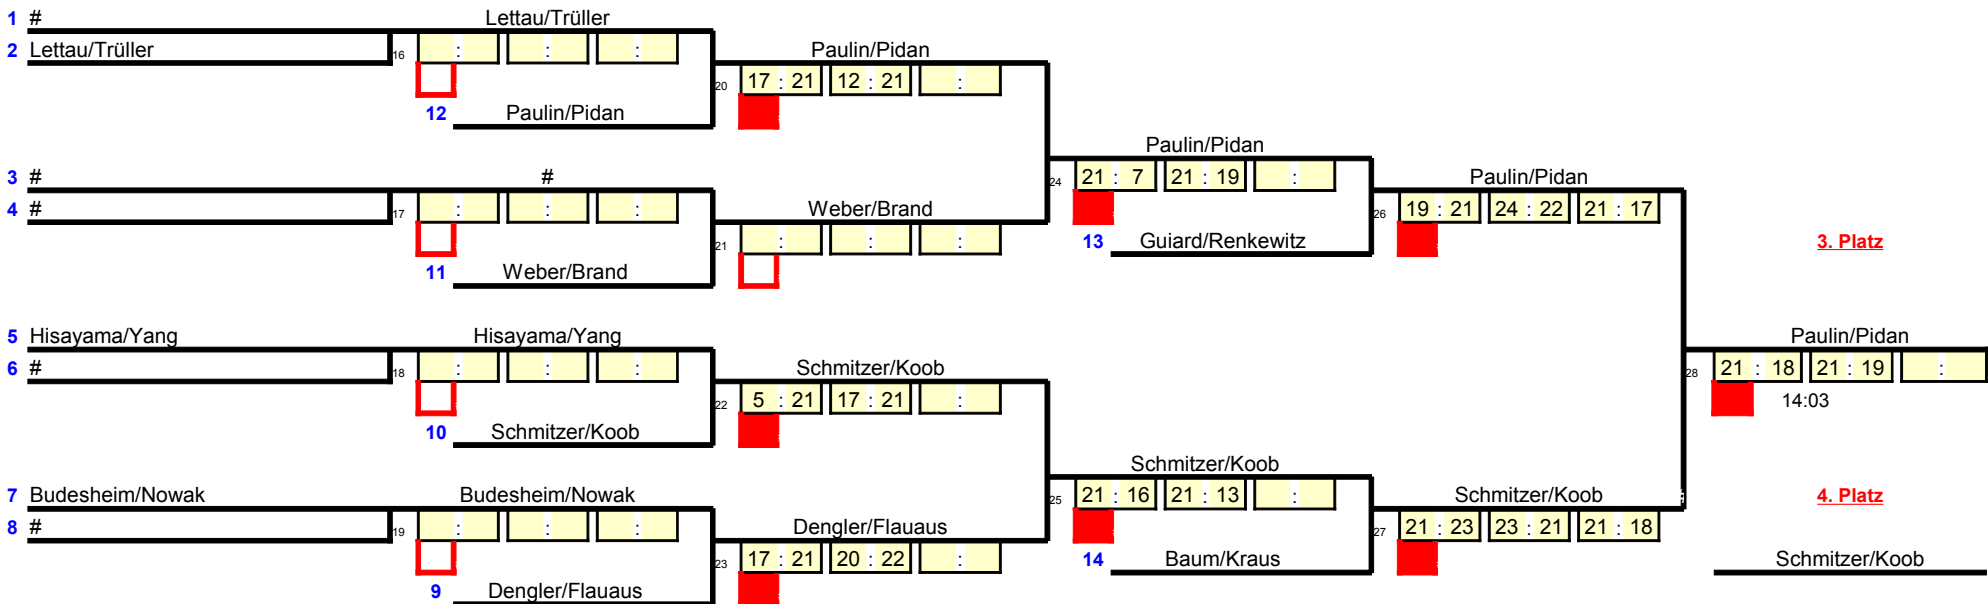 1 # Lettau/Trüller
2 Lettau/Trüller 16 : : : Paulin/Pidan
20 17 : 21 12 : 21 :
12 Paulin/Pidan
Paulin/Pidan
3 # #
24 21 : 7 21 : 19 : Paulin/Pidan
4 # 17 : : : Weber/Brand
26 19 : 21 24 : 22 21 : 17
21 : : : 13 Guiard/Renkewitz 3. Platz
11 Weber/Brand
5 Hisayama/Yang Hisayama/Yang Paulin/Pidan
6 # 18 : : : Schmitzer/Koob 28 21 : 18 21 : 19 :
22 5 : 21 17 : 21 : 14:03
10 Schmitzer/Koob
Schmitzer/Koob
7 Budesheim/Nowak Budesheim/Nowak 25 21 : 16 21 : 13 : Schmitzer/Koob 4. Platz
8 # 19 : : : Dengler/Flauaus 27 21 : 23 23 : 21 21 : 18
23 17 : 21 20 : 22 : 14 Baum/Kraus Schmitzer/Koob
9 Dengler/Flauaus